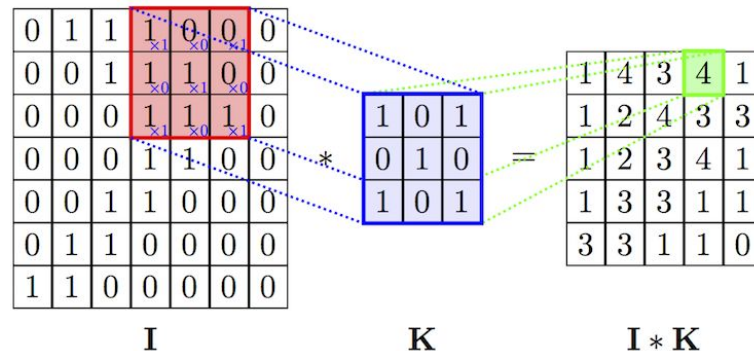 0 1 1 1×1 0×0 0×1 0
0 0 1 1×0 1×1 0×0 0
0 0 0 1×1 1×0 1×1 0
0 0 0 1 1 0 0
0 0 1 1 0 0 0
0 1 1 0 0 0 0
1 1 0 0 0 0 0
I
*
1 0 1
0 1 0
1 0 1
K
=
1 4 3 4 1
1 2 4 3 3
1 2 3 4 1
1 3 3 1 1
3 3 1 1 0
I * K